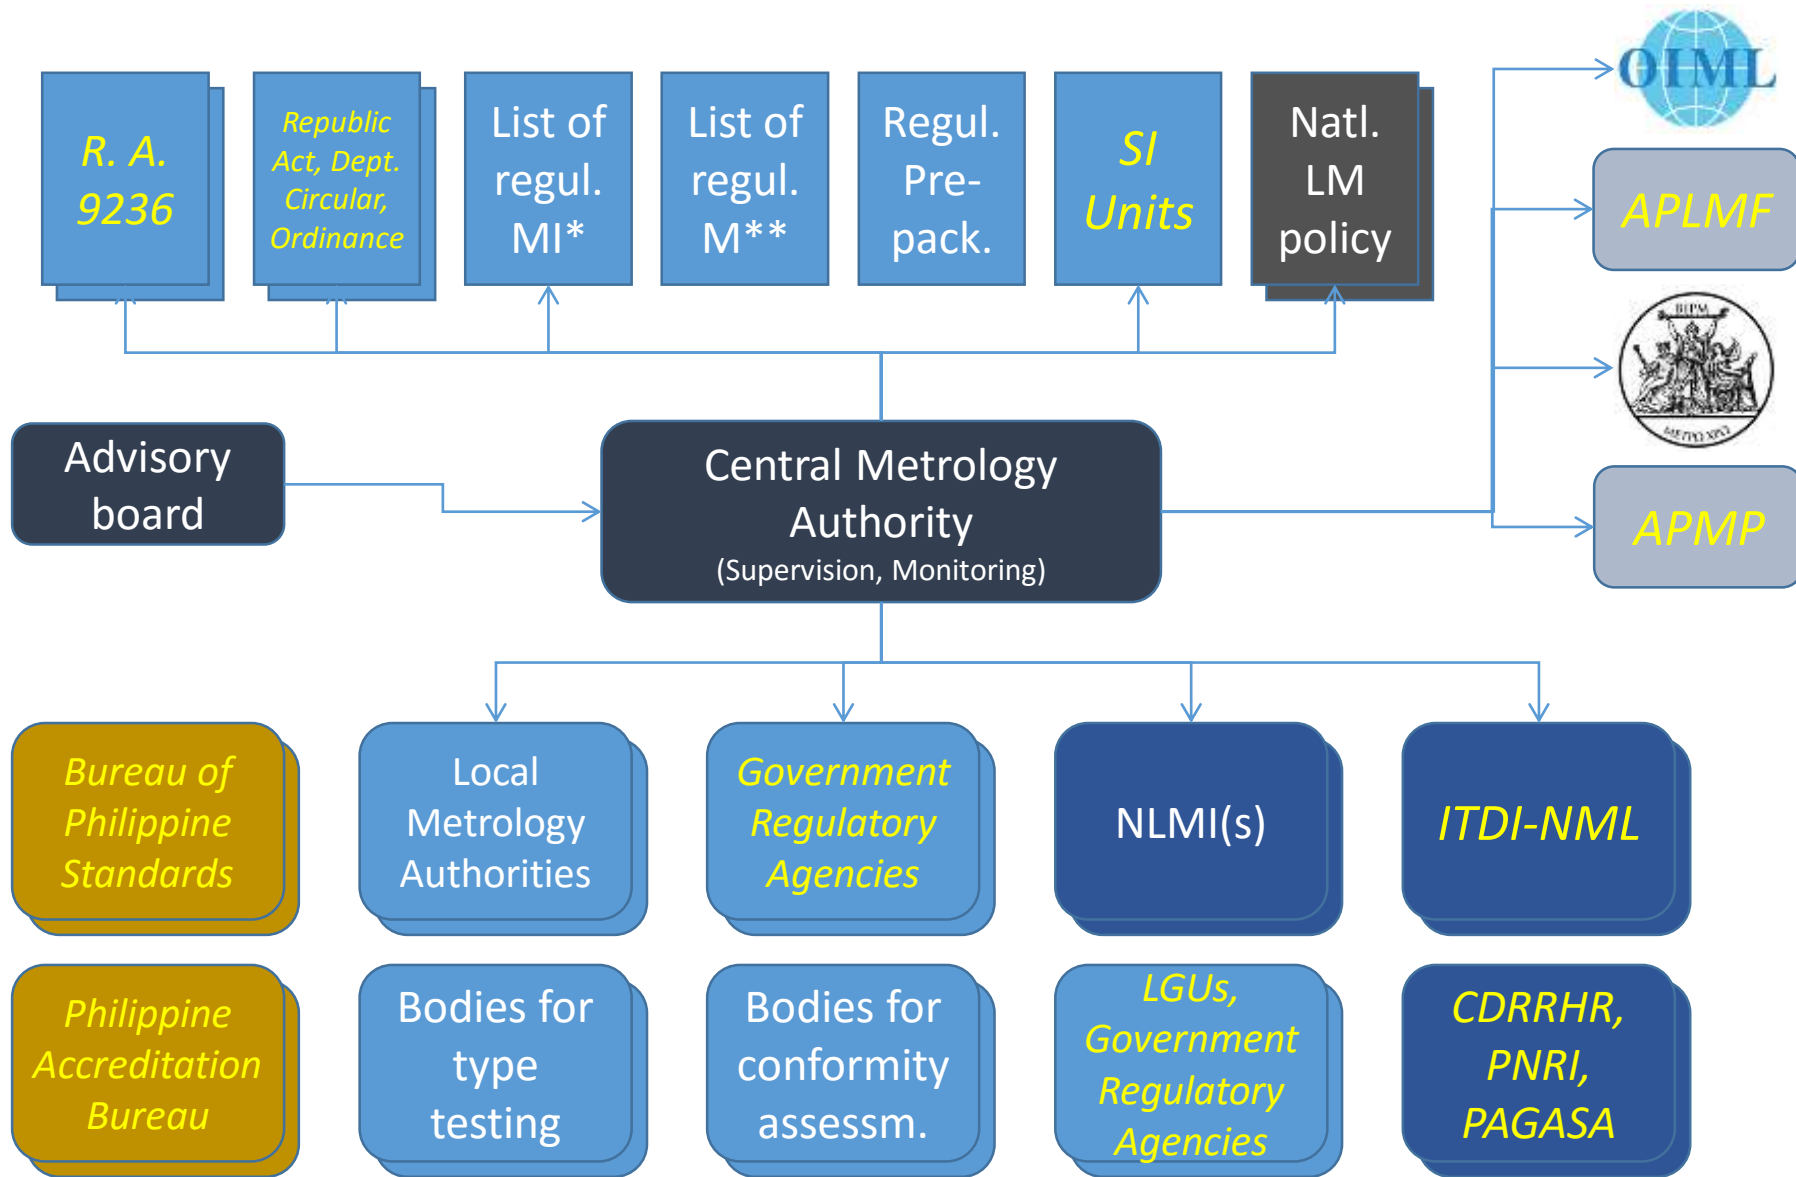 R. A.
9236
Republic
Act, Dept.
Circular,
Ordinance
List of
regul.
MI*
List of
regul.
M**
Regul.
Pre-
pack.
SI
Units
Natl.
LM
policy
OIML
APLMF
BIPM
APMP
Advisory
board
Central Metrology
Authority
(Supervision, Monitoring)
Bureau of
Philippine
Standards
Local
Metrology
Authorities
Government
Regulatory
Agencies
NLMI(s)
ITDI-NML
Philippine
Accreditation
Bureau
Bodies for
type
testing
Bodies for
conformity
assessm.
LGUs,
Government
Regulatory
Agencies
CDRRHR,
PNRI,
PAGASA